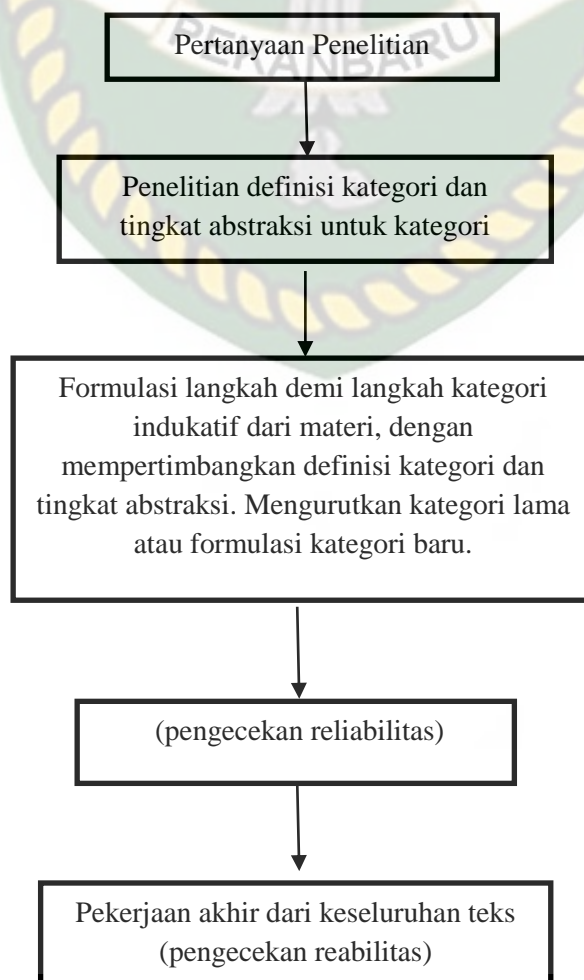 PEKANBARU
Pertanyaan Penelitian
Penelitian definisi kategori dan
tingkat abstraksi untuk kategori
Formulasi langkah demi langkah kategori
indukatif dari materi, dengan
mempertimbangkan definisi kategori dan
tingkat abstraksi. Mengurutkan kategori lama
atau formulasi kategori baru.
(pengecekan reliabilitas)
Pekerjaan akhir dari keseluruhan teks
(pengecekan reabilitas)